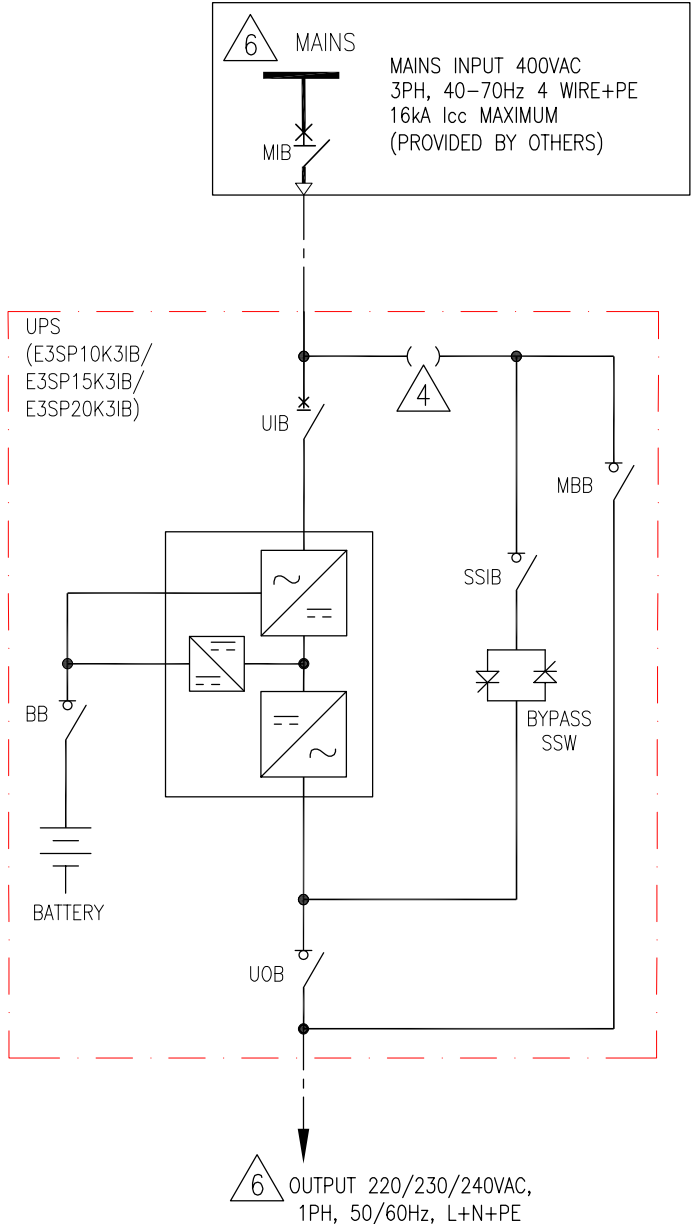 6 MAINS
MAINS INPUT 400VAC
3PH, 40-70Hz 4 WIRE+PE
16kA Icc MAXIMUM
(PROVIDED BY OTHERS)
MIB
UPS
(E3SP10K3IB/
E3SP15K3IB/
E3SP20K3IB)
4
UIB
MBB
SSIB
BB
BYPASS
SSW
BATTERY
UOB
6 OUTPUT 220/230/240VAC,
1PH, 50/60Hz, L+N+PE